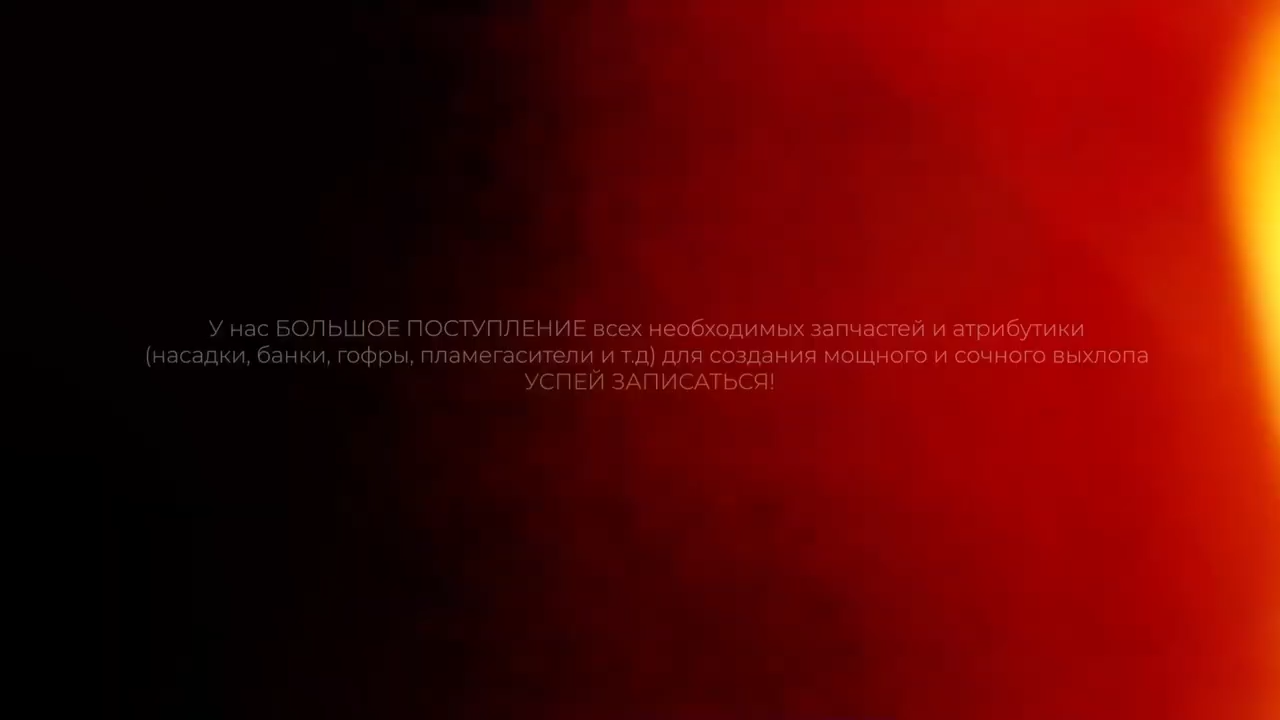 У нас БОЛЬШОЕ ПОСТУПЛЕНИЕ всех необходимых запчастей и атрибутики
(насадки, банки, гофры, пламегасители и т.д) для создания мощного и сочного выхлопа
УСПЕЙ ЗАПИСАТЬСЯ!